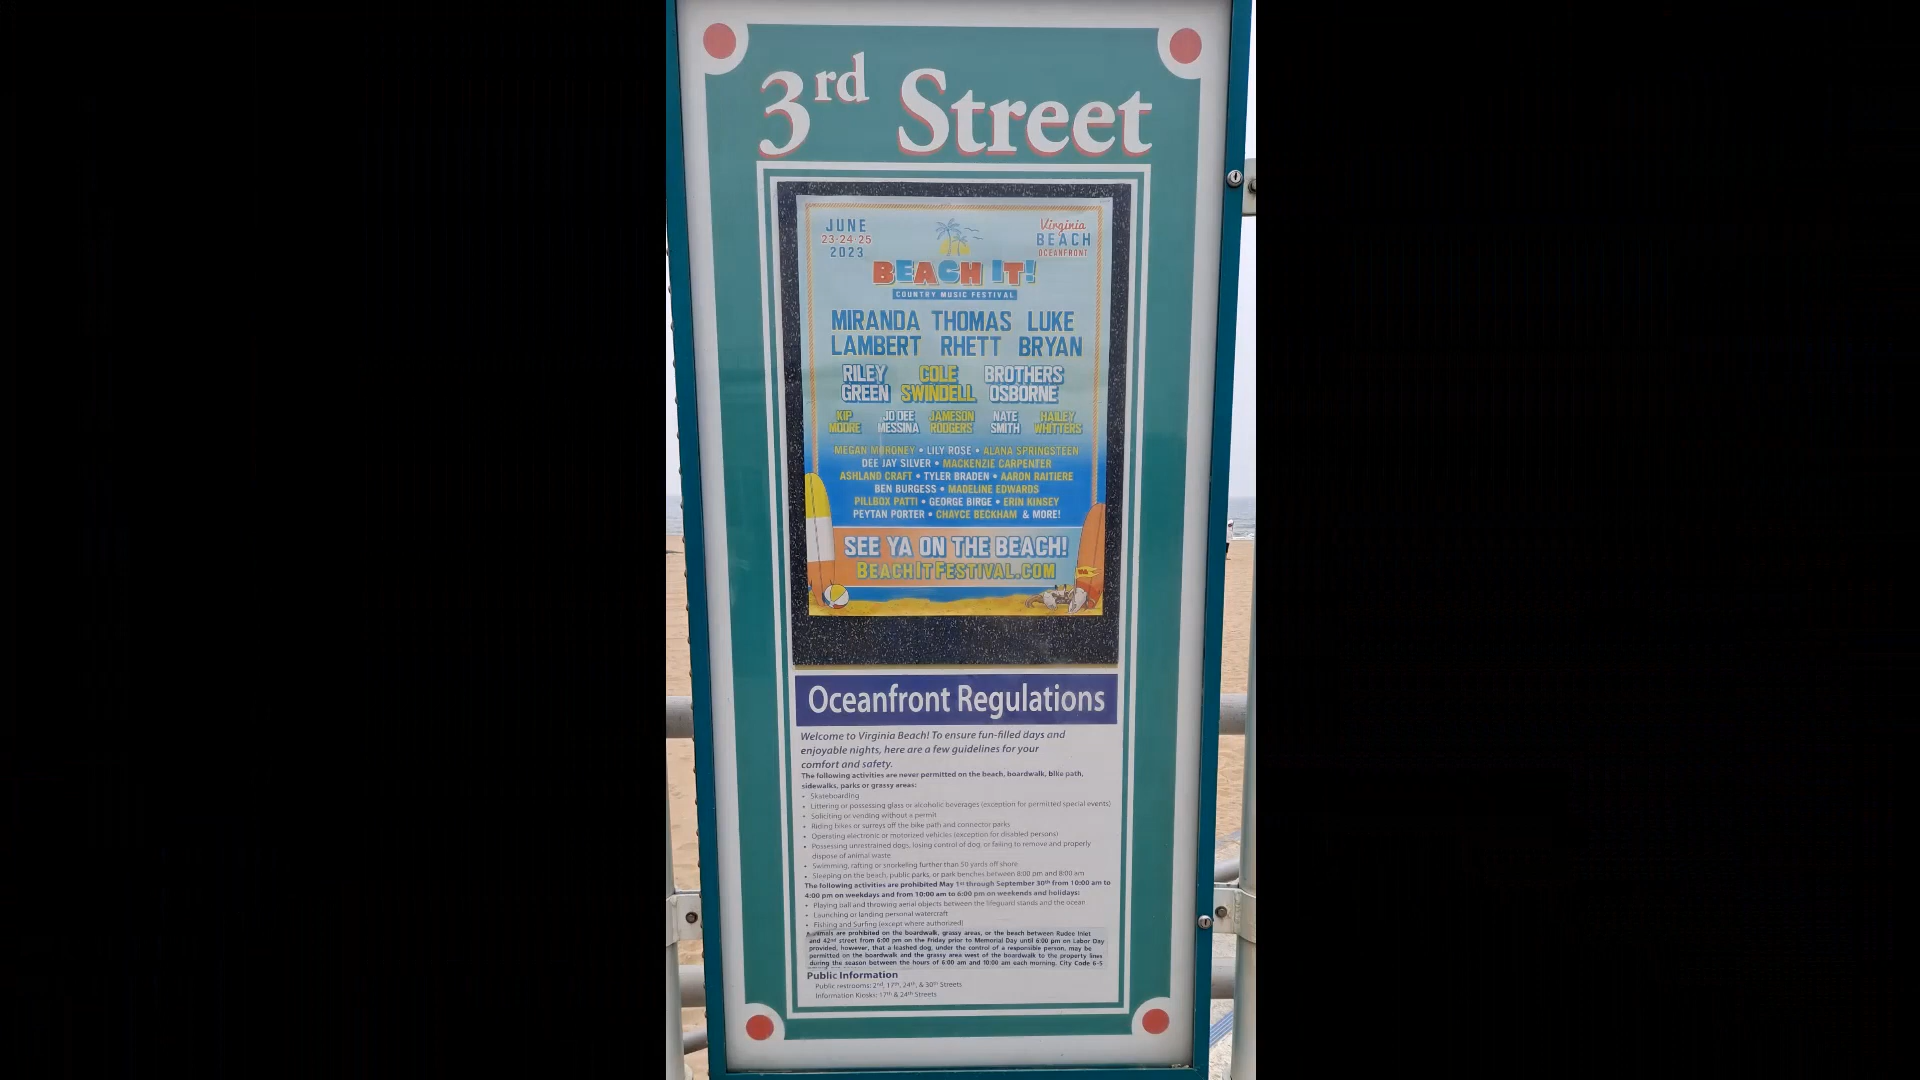 3rd Street
JUNE
23-24-25
2023
Virginia
BEACH
OCEANFRONT
BEACH IT!
COUNTRY MUSIC FESTIVAL
MIRANDA THOMAS LUKE
LAMBERT RHETT BRYAN
RILEY COLE BROTHERS
GREEN SWINDELL OSBORNE
KIP JO DEE JAMESON NATE HAILEY
MOORE MESSINA RODGERS SMITH WHITTERS
MEGAN MORONEY • LILY ROSE • ALANA SPRINGSTEEN
DEE JAY SILVER • MACKENZIE CARPENTER
ASHLAND CRAFT • TYLER BRADEN • AARON RAITIERE
BEN BURGESS • MADELINE EDWARDS
PILLBOX PATTI • GEORGE BIRGE • ERIN KINSEY
PEYTAN PORTER • CHAYCE BECKHAM & MORE!
SEE YA ON THE BEACH!
BEACHITFESTIVAL.COM
Oceanfront Regulations
Welcome to Virginia Beach! To ensure fun-filled days and
enjoyable nights, here are a few guidelines for your
comfort and safety.
The following activities are never permitted on the beach, boardwalk, bike path,
sidewalks, parks or grassy areas:
• Skateboarding
• Littering or possessing glass or alcoholic beverages (exception for permitted special events)
• Soliciting or vending without a permit
• Riding bikes or surreys off the bike path and connector parks
• Operating electronic or motorized vehicles (exception for disabled persons)
• Possessing unrestrained dogs, losing control of dog, or failing to remove and properly
dispose of animal waste
• Swimming, rafting or snorkeling further than 50 yards off shore
• Sleeping on the beach, public parks, or park benches between 8:00 pm and 8:00 am
The following activities are prohibited May 1st through September 30th from 10:00 am to
4:00 pm on weekdays and from 10:00 am to 6:00 pm on weekends and holidays:
• Playing ball and throwing aerial objects between the lifeguard stands and the ocean
• Launching or landing personal watercraft
• Fishing and Surfing (except where authorized)
Animals are prohibited on the boardwalk, grassy areas, or the beach between Rudee Inlet
and 42nd street from 6:00 pm on the Friday prior to Memorial Day until 6:00 pm on Labor Day
provided, however, that a leashed dog, under the control of a responsible person, may be
permitted on the boardwalk and the grassy area west of the boardwalk to the property lines
during the season between the hours of 6:00 am and 10:00 am each morning. City Code 6-5
Public Information
Public restrooms: 2nd, 17th, 24th, & 30th Streets
Information Kiosks: 17th & 24th Streets